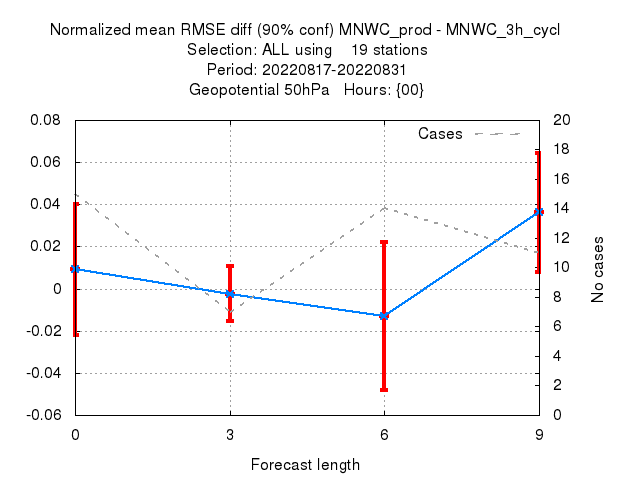 Normalized mean RMSE diff (90% conf) MNWC_prod - MNWC_3h_cycl
Selection: ALL using    19 stations
Period: 20220817-20220831
Geopotential 50hPa   Hours: {00}
Cases
0.08
0.06
0.04
0.02
0
-0.02
-0.04
-0.06
20
18
16
14
12
10
8
6
4
2
0
No cases
0 3 6 9
Forecast length